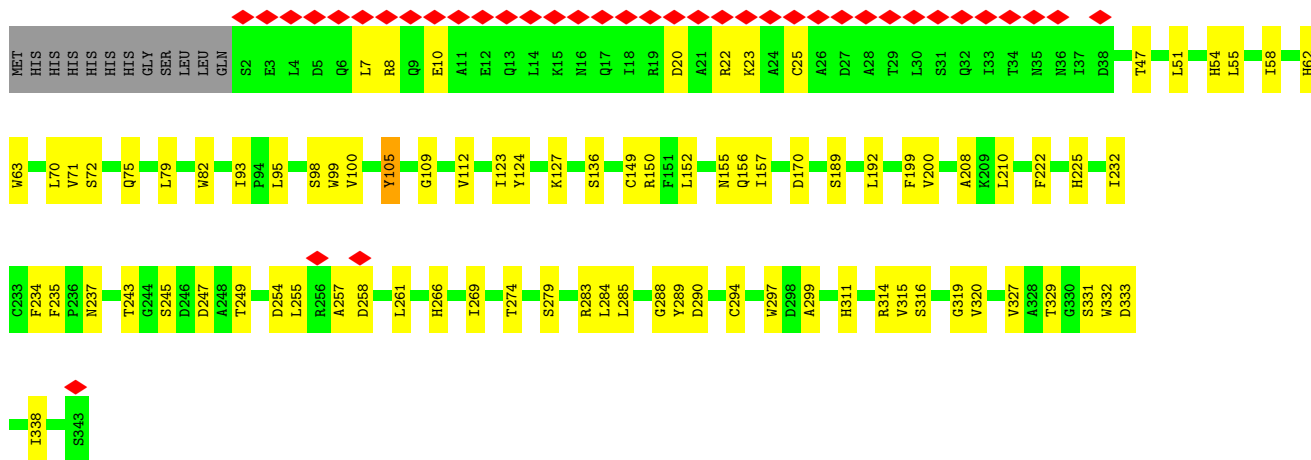 MET HIS HIS HIS HIS HIS HIS GLY SER LEU LEU GLN S2 E3 L4 D5 Q6 L7 R8 Q9 E10 A11 E12 Q13 L14 K15 N16 Q17 I18 R19 D20 A21 R22 K23 A24 C25 A26 D27 A28 T29 L30 S31 Q32 I33 T34 N35 N36 I37 D38 T47 L51 H54 L55 I58 H62
W63 L70 V71 S72 Q75 L79 W82 I93 P94 L95 S98 W99 V100 Y105 G109 V112 I123 Y124 K127 S136 C149 R150 F151 L152 N155 Q156 I157 D170 S189 L192 F199 V200 A208 K209 L210 F222 H225 I232
C233 F234 F235 P236 N237 T243 G244 S245 D246 D247 A248 T249 D254 L255 R256 A257 D258 L261 H266 I269 T274 S279 R283 L284 L285 G288 Y289 D290 C294 W297 D298 A299 H311 R314 V315 S316 G319 V320 V327 A328 T329 G330 S331 W332 D333
I338 S343